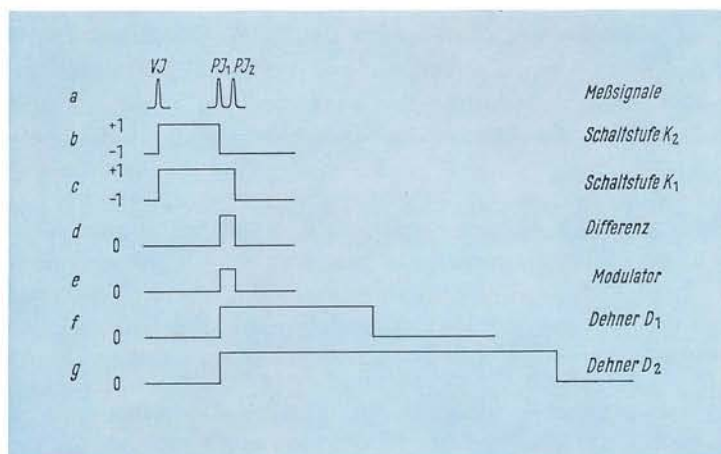 VJ PJ₁ PJ₂
a Meßsignale
b +1 -1 Schaltstufe K₂
c +1 -1 Schaltstufe K₁
d 0 Differenz
e 0 Modulator
f 0 Dehner D₁
g 0 Dehner D₂